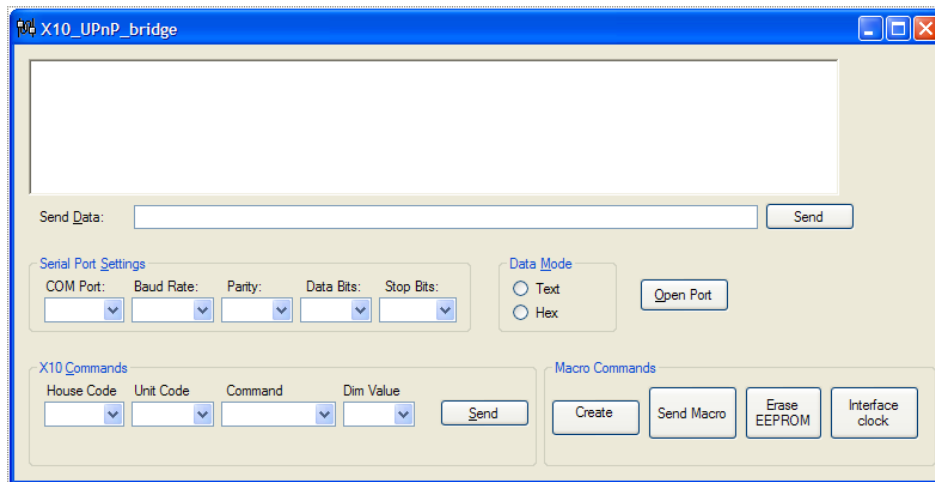 X10_UPnP_bridge
Send Data:
Send
Serial Port Settings
COM Port: Baud Rate: Parity: Data Bits: Stop Bits:
Data Mode
Text
Hex
Open Port
X10 Commands
House Code Unit Code Command Dim Value
Send
Macro Commands
Create
Send Macro
Erase
EEPROM
Interface
clock